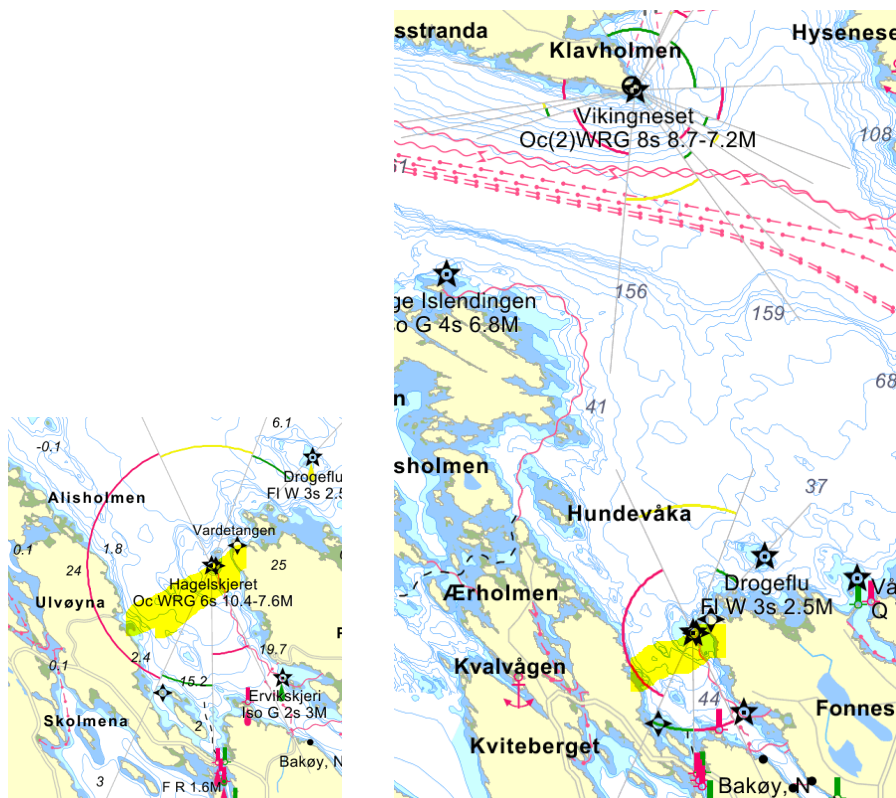 6.1
-0.1
Drogeflu
Fl W 3s 2.5
Alisholmen
Vardetangen
0.1
1.8
24
25
Hagelskjeret
Oc WRG 6s 10.4-7.6M
Ulvøyna
19.7
2.4
0.1
15.2
Ervikskjeri
Iso G 2s 3M
Skolmena
2
Bakøy, N
3
F R 1.6M
sstranda
Hysenese
Klavholmen
Vikingneset
Oc(2)WRG 8s 8.7-7.2M
108
51
156
ge Islendingen
so G 4s 6.8M
159
68
n
41
sholmen
37
Hundevåka
Drogeflu
Fl W 3s 2.5M
Vå
Q
Ærholmen
Kvalvågen
44
Fonnes
Kviteberget
Bakøy, N